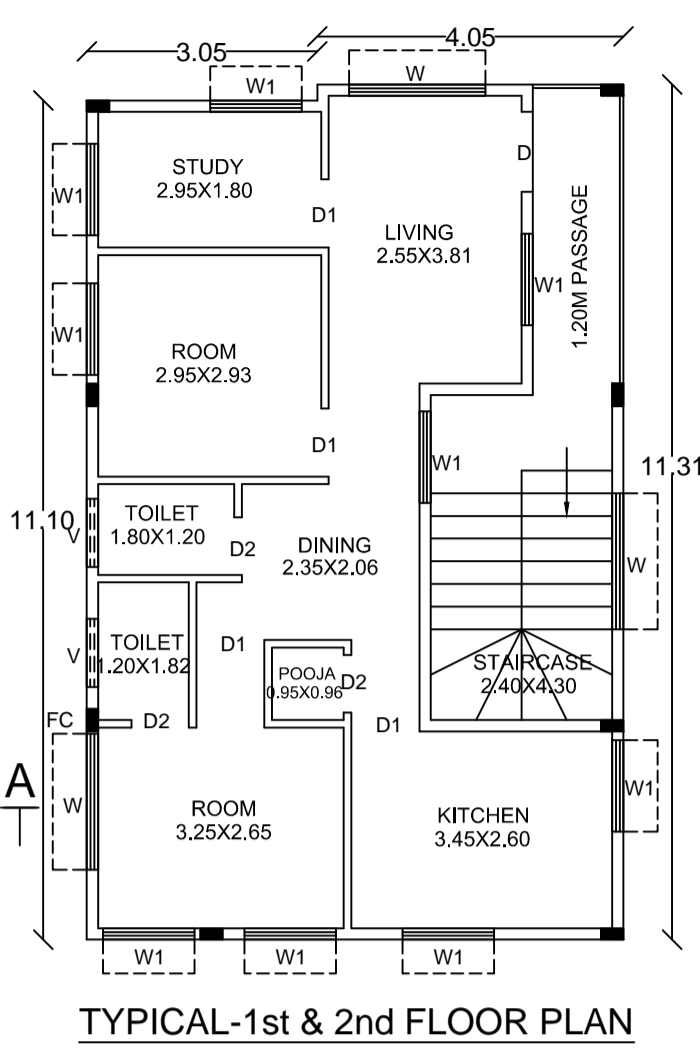 3.05
4.05
W1
W
STUDY
2.95X1.80
W1
D1
D
LIVING
2.55X3.81
1.20M PASSAGE
W1
W1
ROOM
2.95X2.93
D1
W1
11.10
11.31
TOILET
1.80X1.20
V
D2
DINING
2.35X2.06
W
TOILET
1.20X1.82
V
D1
POOJA
0.95X0.96
D2
STAIRCASE
2.40X4.30
FC
D2
D1
A
W
ROOM
3.25X2.65
KITCHEN
3.45X2.60
W1
W1
W1
W1
TYPICAL-1st & 2nd FLOOR PLAN